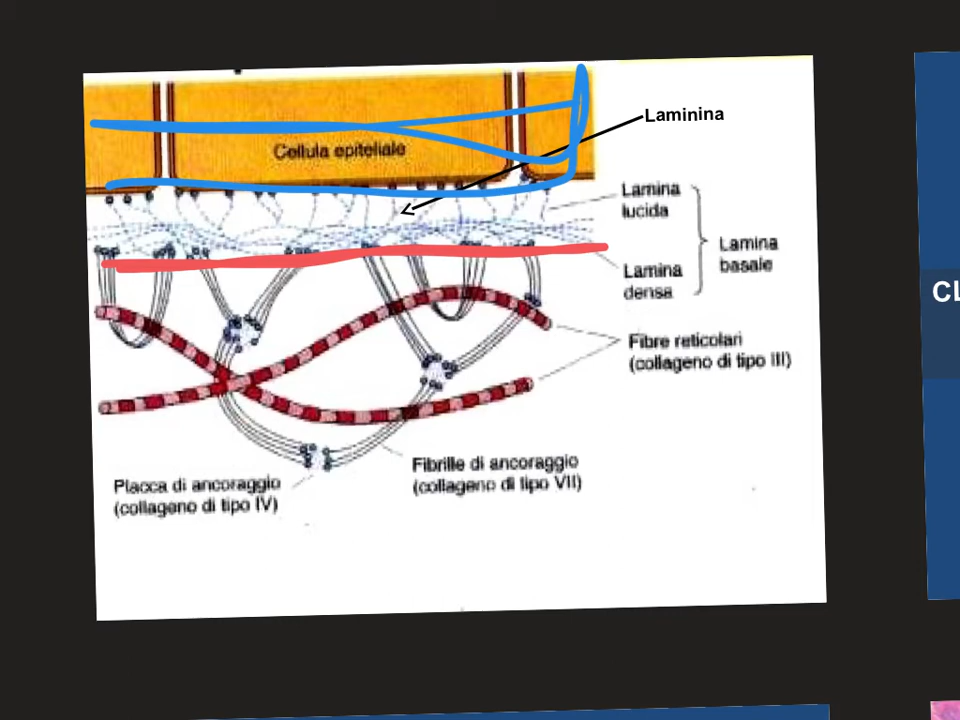 Laminina
Cellula epiteliale
Lamina
lucida
Lamina
basale
Lamina
densa
CL
Fibre reticolari
(collageno di tipo III)
Fibrille di ancoraggio
(collageno di tipo VII)
Placca di ancoraggio
(collageno di tipo IV)